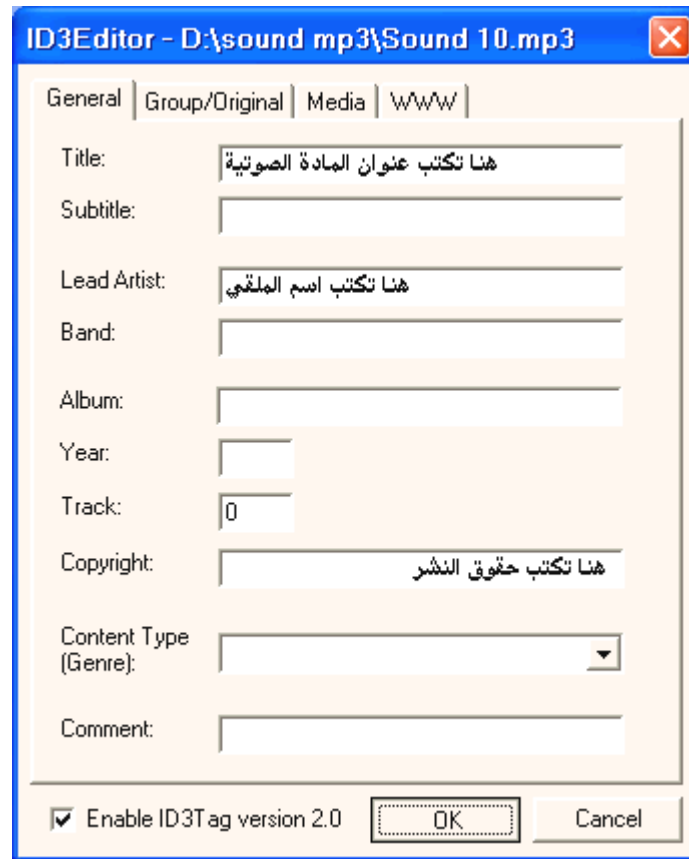 ID3Editor - D:\sound mp3\Sound 10.mp3
General Group/Original Media WWW
Title: هنا تكتب عنوان المادة الصوتية
Subtitle:
Lead Artist: هنا تكتب اسم الملقي
Band:
Album:
Year:
Track: 0
Copyright: هنا تكتب حقوق النشر
Content Type
(Genre):
Comment:
Enable ID3Tag version 2.0 OK Cancel